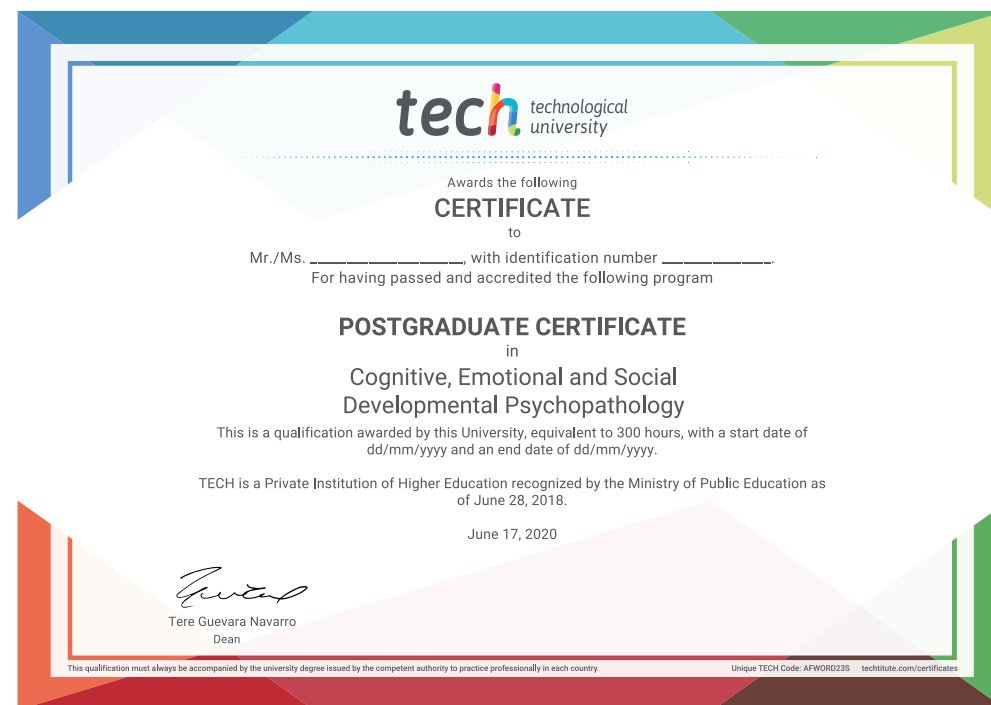 tech technological
university
Awards the following
CERTIFICATE
to
Mr./Ms. _________________, with identification number ____________.
For having passed and accredited the following program
POSTGRADUATE CERTIFICATE
in
Cognitive, Emotional and Social
Developmental Psychopathology
This is a qualification awarded by this University, equivalent to 300 hours, with a start date of
dd/mm/yyyy and an end date of dd/mm/yyyy.
TECH is a Private Institution of Higher Education recognized by the Ministry of Public Education as
of June 28, 2018.
June 17, 2020
Tere Guevara Navarro
Dean
This qualification must always be accompanied by the university degree issued by the competent authority to practice professionally in each country. Unique TECH Code: AFWORD23S techtitute.com/certificates